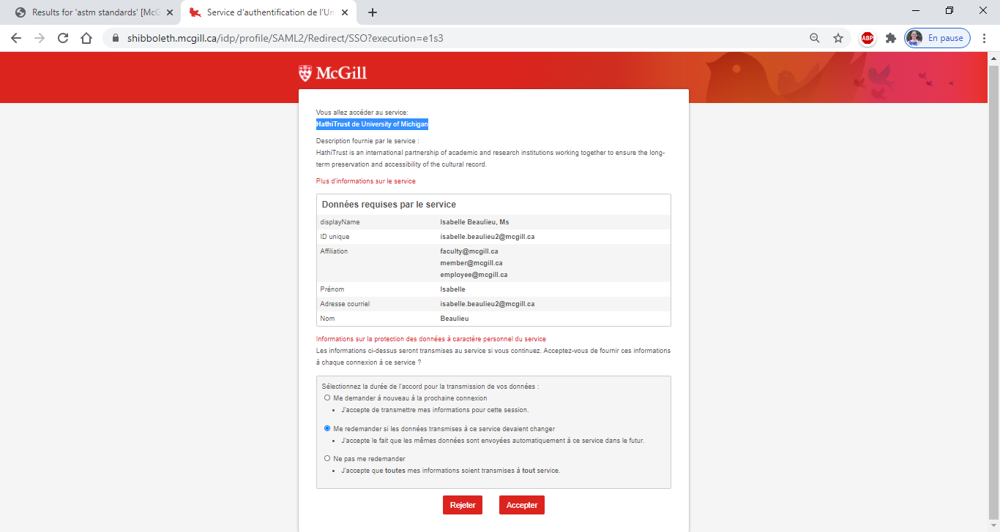 Results for 'astm standards' [McG
Service d'authentification de l'Un
shibboleth.mcgill.ca/idp/profile/SAML2/Redirect/SSO?execution=e1s3
ABP
En pause
McGill
Vous allez accéder au service:
HathiTrust de University of Michigan
Description fournie par le service :
HathiTrust is an international partnership of academic and research institutions working together to ensure the long-
term preservation and accessibility of the cultural record.
Plus d'informations sur le service
Données requises par le service
displayName Isabelle Beaulieu, Ms
ID unique isabelle.beaulieu2@mcgill.ca
Affiliation faculty@mcgill.ca
member@mcgill.ca
employee@mcgill.ca
Prénom Isabelle
Adresse courriel isabelle.beaulieu2@mcgill.ca
Nom Beaulieu
Informations sur la protection des données à caractère personnel du service
Les informations ci-dessus seront transmises au service si vous continuez. Acceptez-vous de fournir ces informations
à chaque connexion à ce service ?
Sélectionnez la durée de l'accord pour la transmission de vos données :
Me demander à nouveau à la prochaine connexion
• J'accepte de transmettre mes informations pour cette session.
Me redemander si les données transmises à ce service devaient changer
• J'accepte le fait que les mêmes données sont envoyées automatiquement à ce service dans le futur.
Ne pas me redemander
• J'accepte que toutes mes informations soient transmises à tout service.
Rejeter Accepter